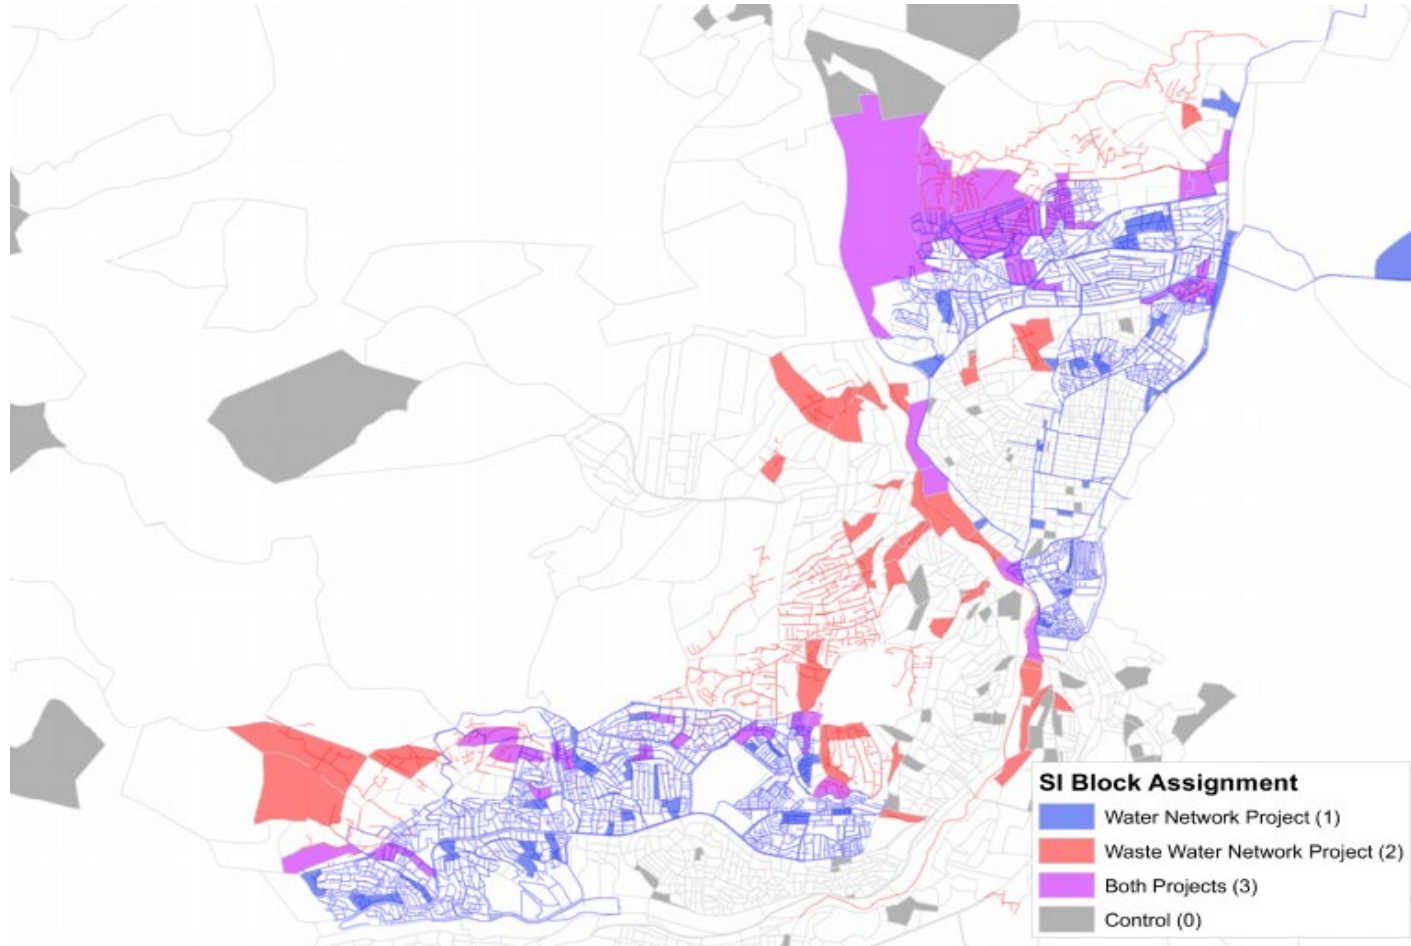 SI Block Assignment
Water Network Project (1)
Waste Water Network Project (2)
Both Projects (3)
Control (0)